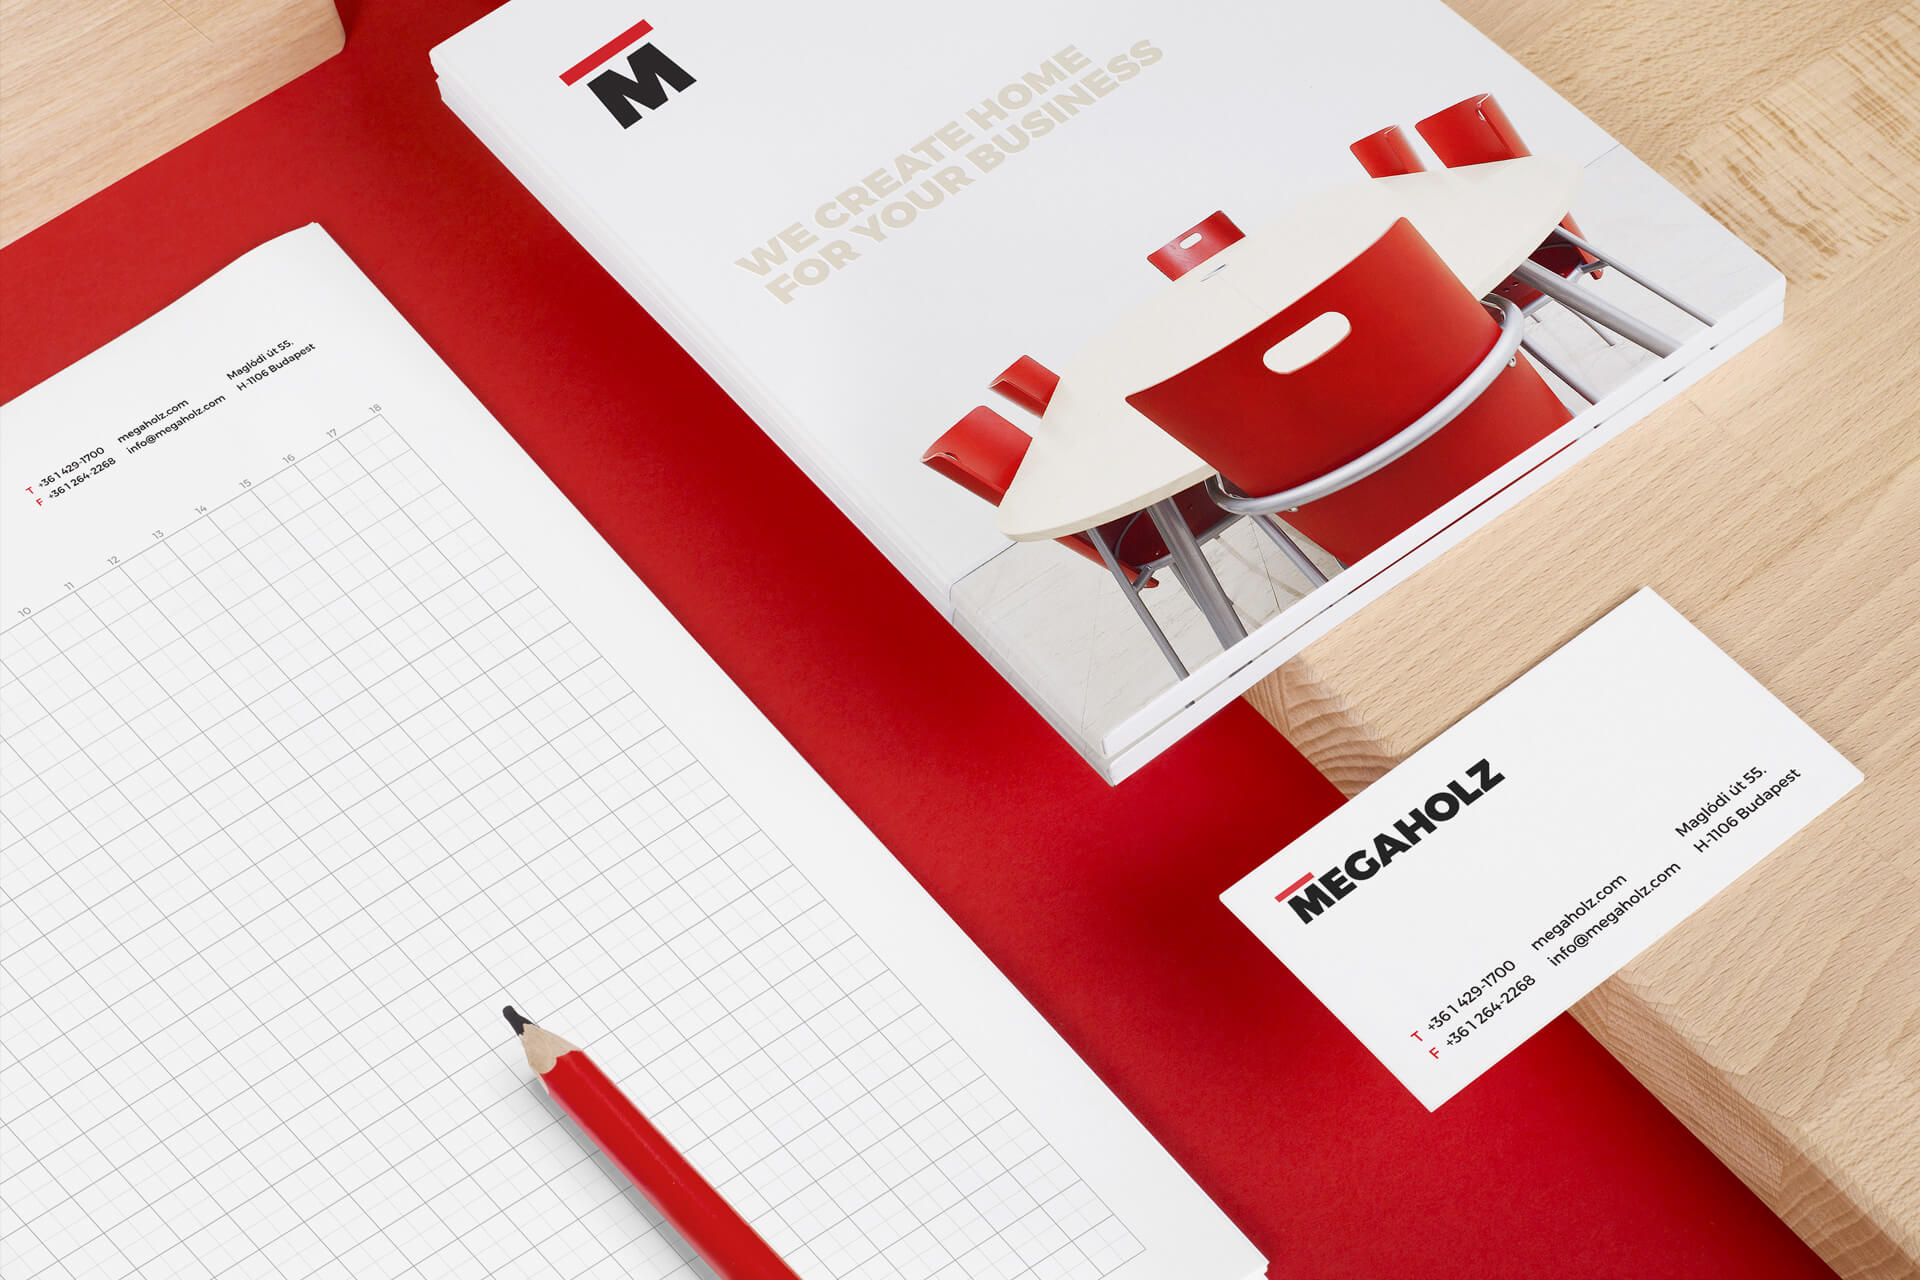 M
WE CREATE HOME
FOR YOUR BUSINESS
T +36 1 429-1700
F +36 1 264-2268
megaholz.com
info@megaholz.com
Maglódi út 55.
H-1106 Budapest
10 11 12 13 14 15 16 17 18
MEGAHOLZ
T +36 1 429-1700
F +36 1 264-2268
megaholz.com
info@megaholz.com
Maglódi út 55.
H-1106 Budapest